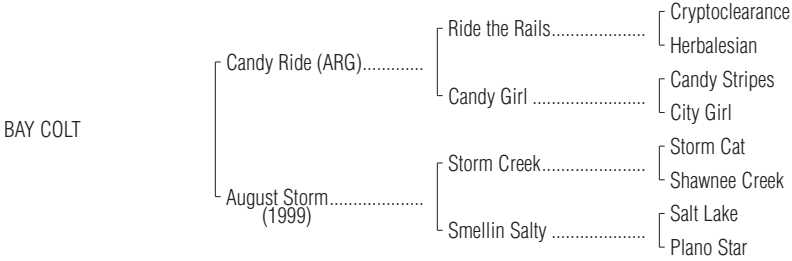 Cryptoclearance
Ride the Rails.....................
Herbalesian
Candy Ride (ARG).............
Candy Stripes
Candy Girl .........................
City Girl
BAY COLT
Storm Cat
Storm Creek.......................
Shawnee Creek
August Storm.....................
(1999)
Salt Lake
Smellin Salty .....................
Plano Star